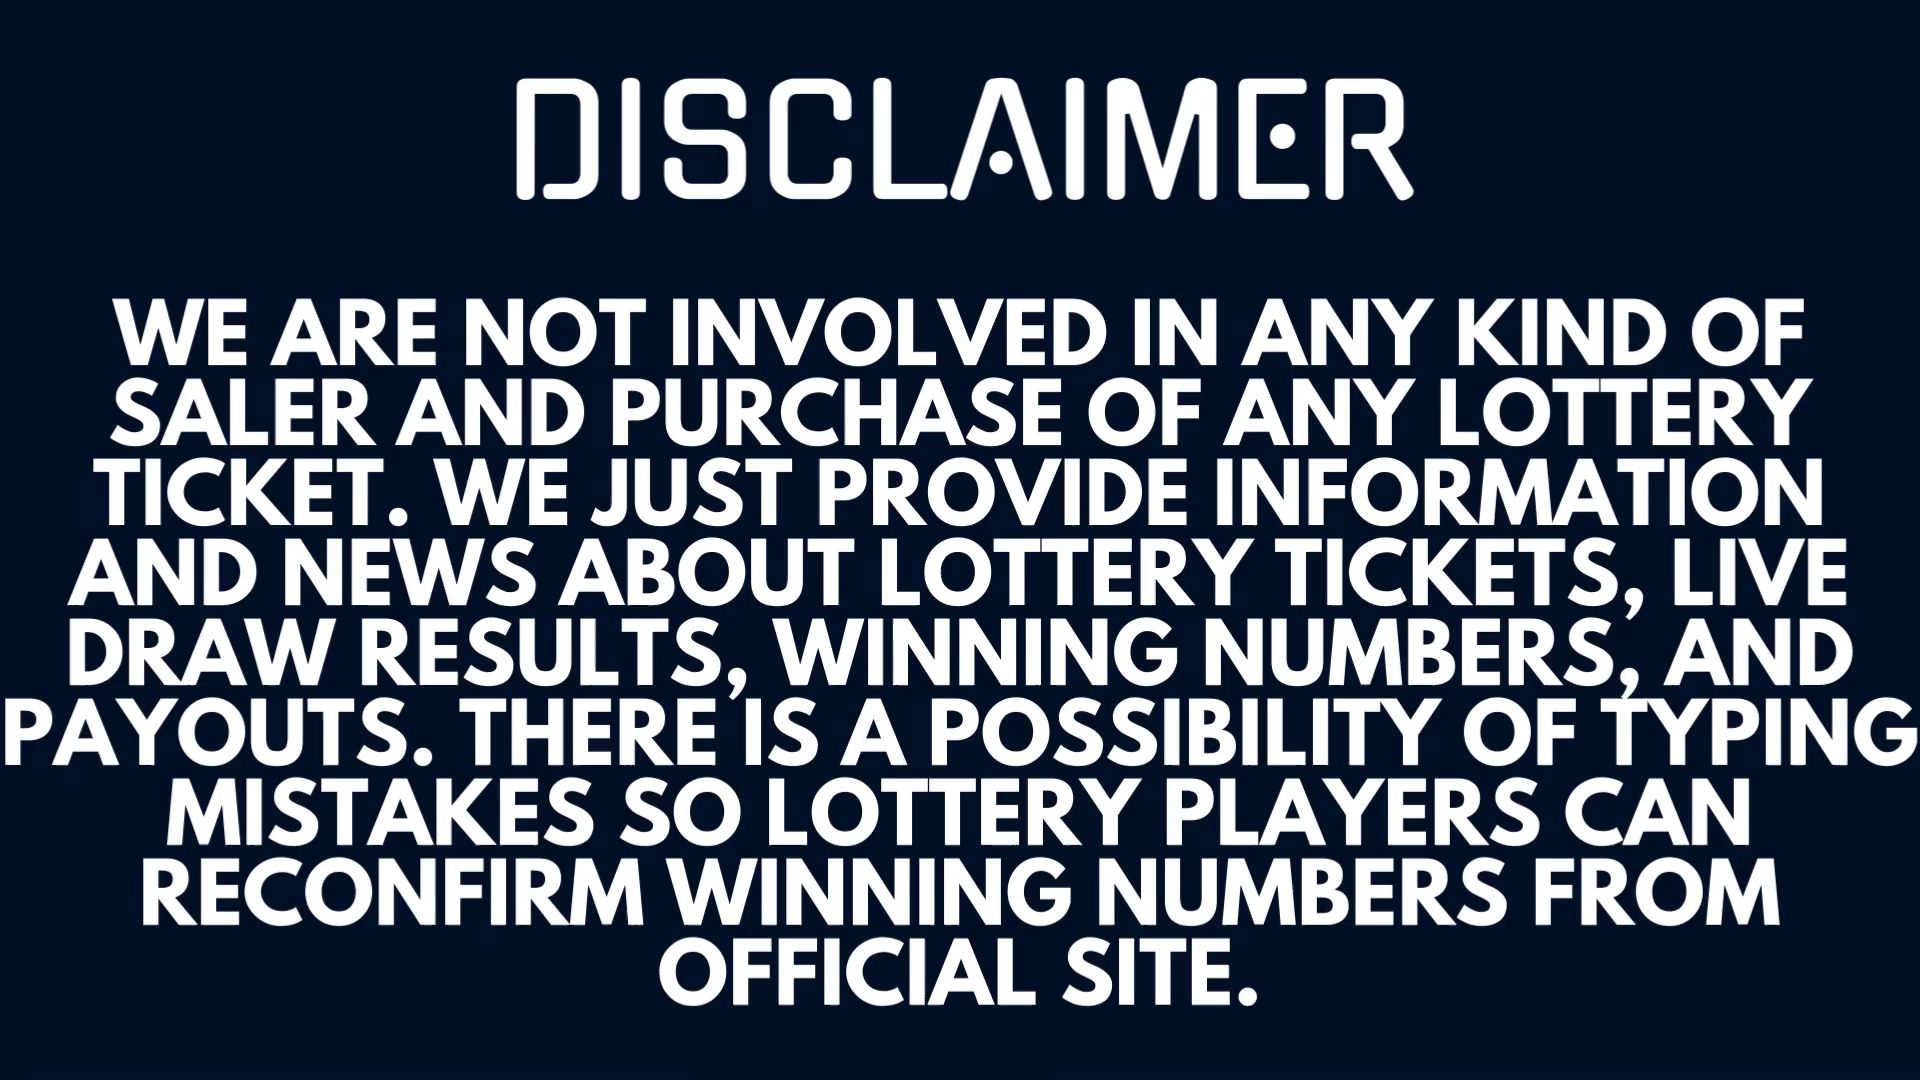 DISCLAIMER
WE ARE NOT INVOLVED IN ANY KIND OF
SALER AND PURCHASE OF ANY LOTTERY
TICKET. WE JUST PROVIDE INFORMATION
AND NEWS ABOUT LOTTERY TICKETS, LIVE
DRAW RESULTS, WINNING NUMBERS, AND
PAYOUTS. THERE IS A POSSIBILITY OF TYPING
MISTAKES SO LOTTERY PLAYERS CAN
RECONFIRM WINNING NUMBERS FROM
OFFICIAL SITE.